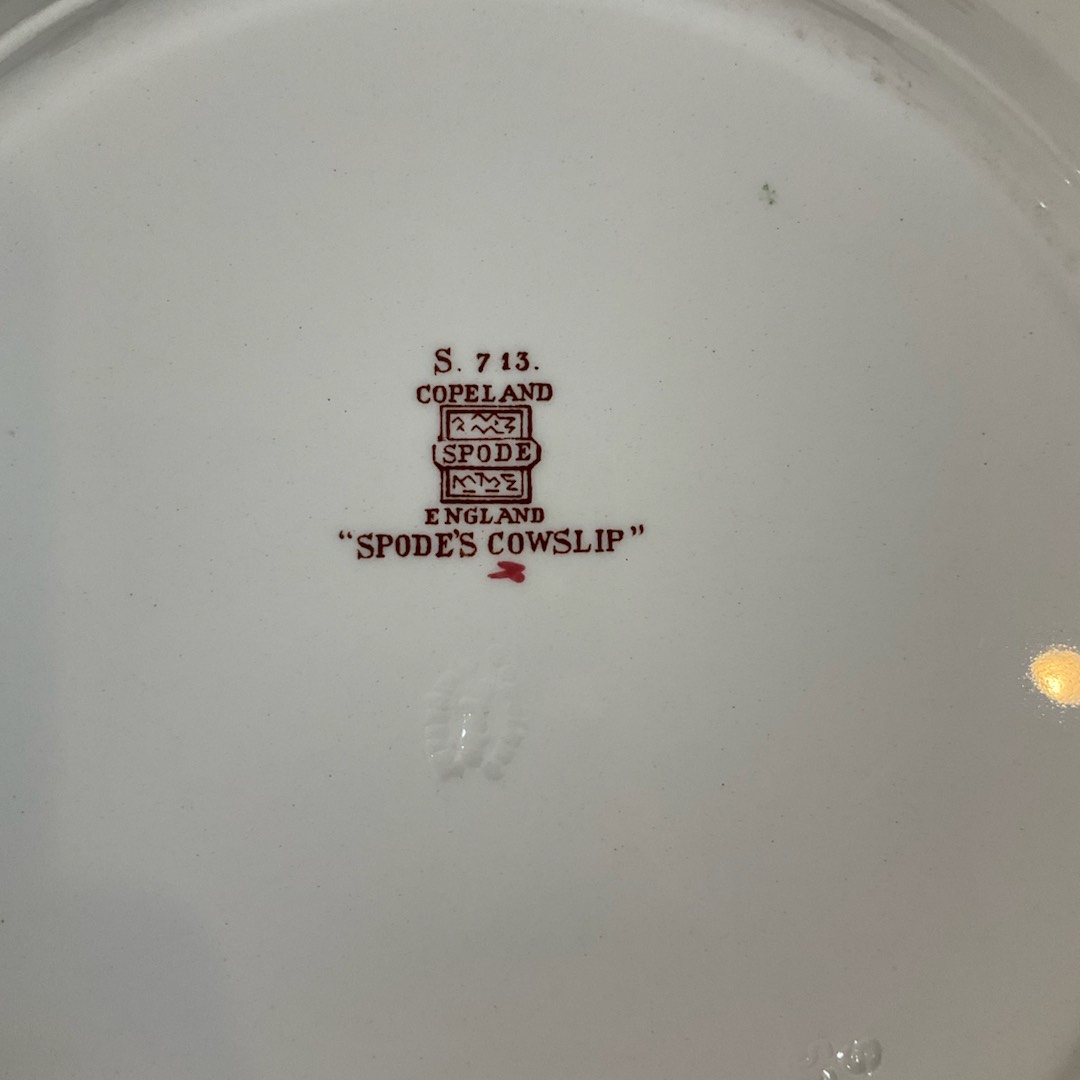 S. 713.
COPELAND
SPODE
ENGLAND
“SPODE'S COWSLIP”